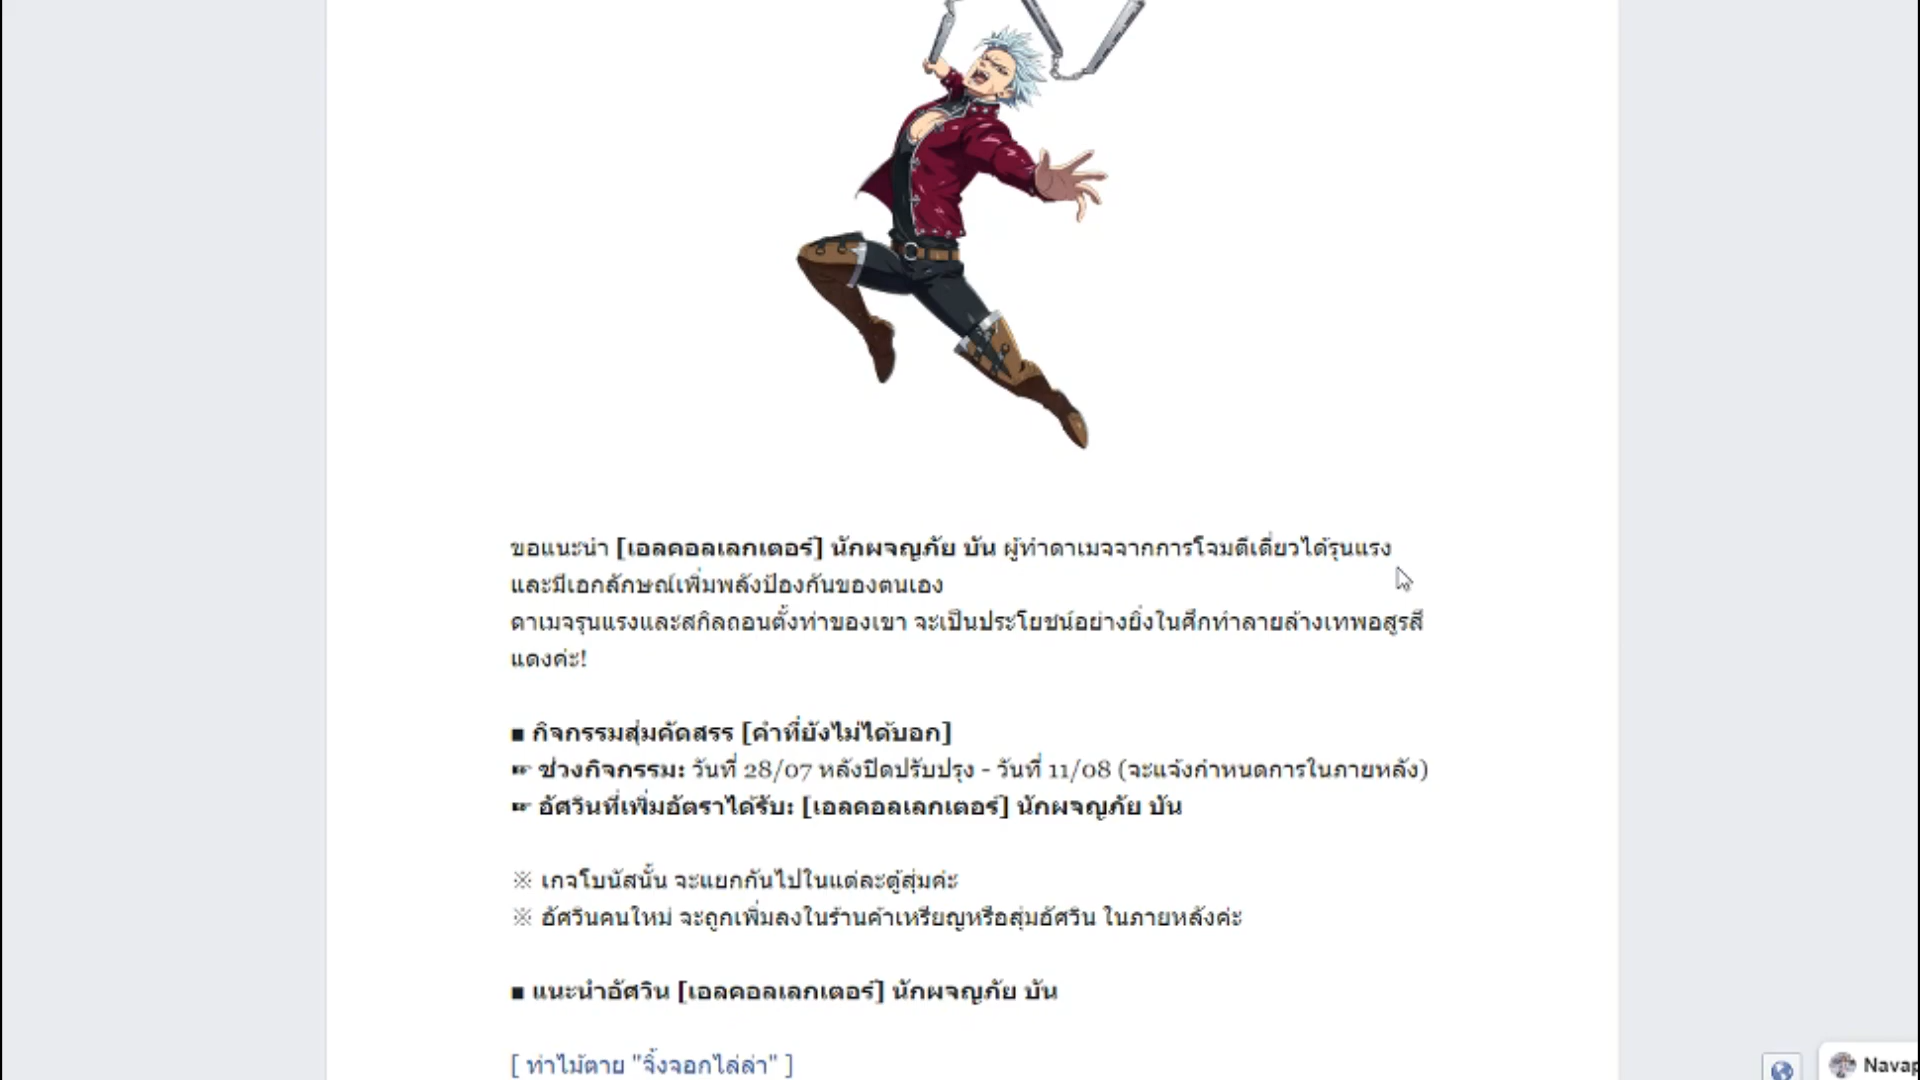 ขอแนะนำ [เอลคอลเลกเตอร์] นักผจญภัย บัน ผู้ทำดาเมจจากการโจมตีเดี่ยวได้รุนแรง
และมีเอกลักษณ์เพิ่มพลังป้องกันของตนเอง
ดาเมจรุนแรงและสกิลถอนตั้งท่าของเขา จะเป็นประโยชน์อย่างยิ่งในศึกทำลายล้างเทพอสูรสี
แดงค่ะ!
■ กิจกรรมสุ่มคัดสรร [คำที่ยังไม่ได้บอก]
☞ ช่วงกิจกรรม: วันที่ 28/07 หลังปิดปรับปรุง - วันที่ 11/08 (จะแจ้งกำหนดการในภายหลัง)
☞ อัศวินที่เพิ่มอัตราได้รับ: [เอลคอลเลกเตอร์] นักผจญภัย บัน
※ เกจโบนัสนั้น จะแยกกันไปในแต่ละตู้สุ่มค่ะ
※ อัศวินคนใหม่ จะถูกเพิ่มลงในร้านค้าเหรียญหรือสุ่มอัศวิน ในภายหลังค่ะ
■ แนะนำอัศวิน [เอลคอลเลกเตอร์] นักผจญภัย บัน
[ ท่าไม้ตาย "จิ้งจอกไล่ล่า" ]